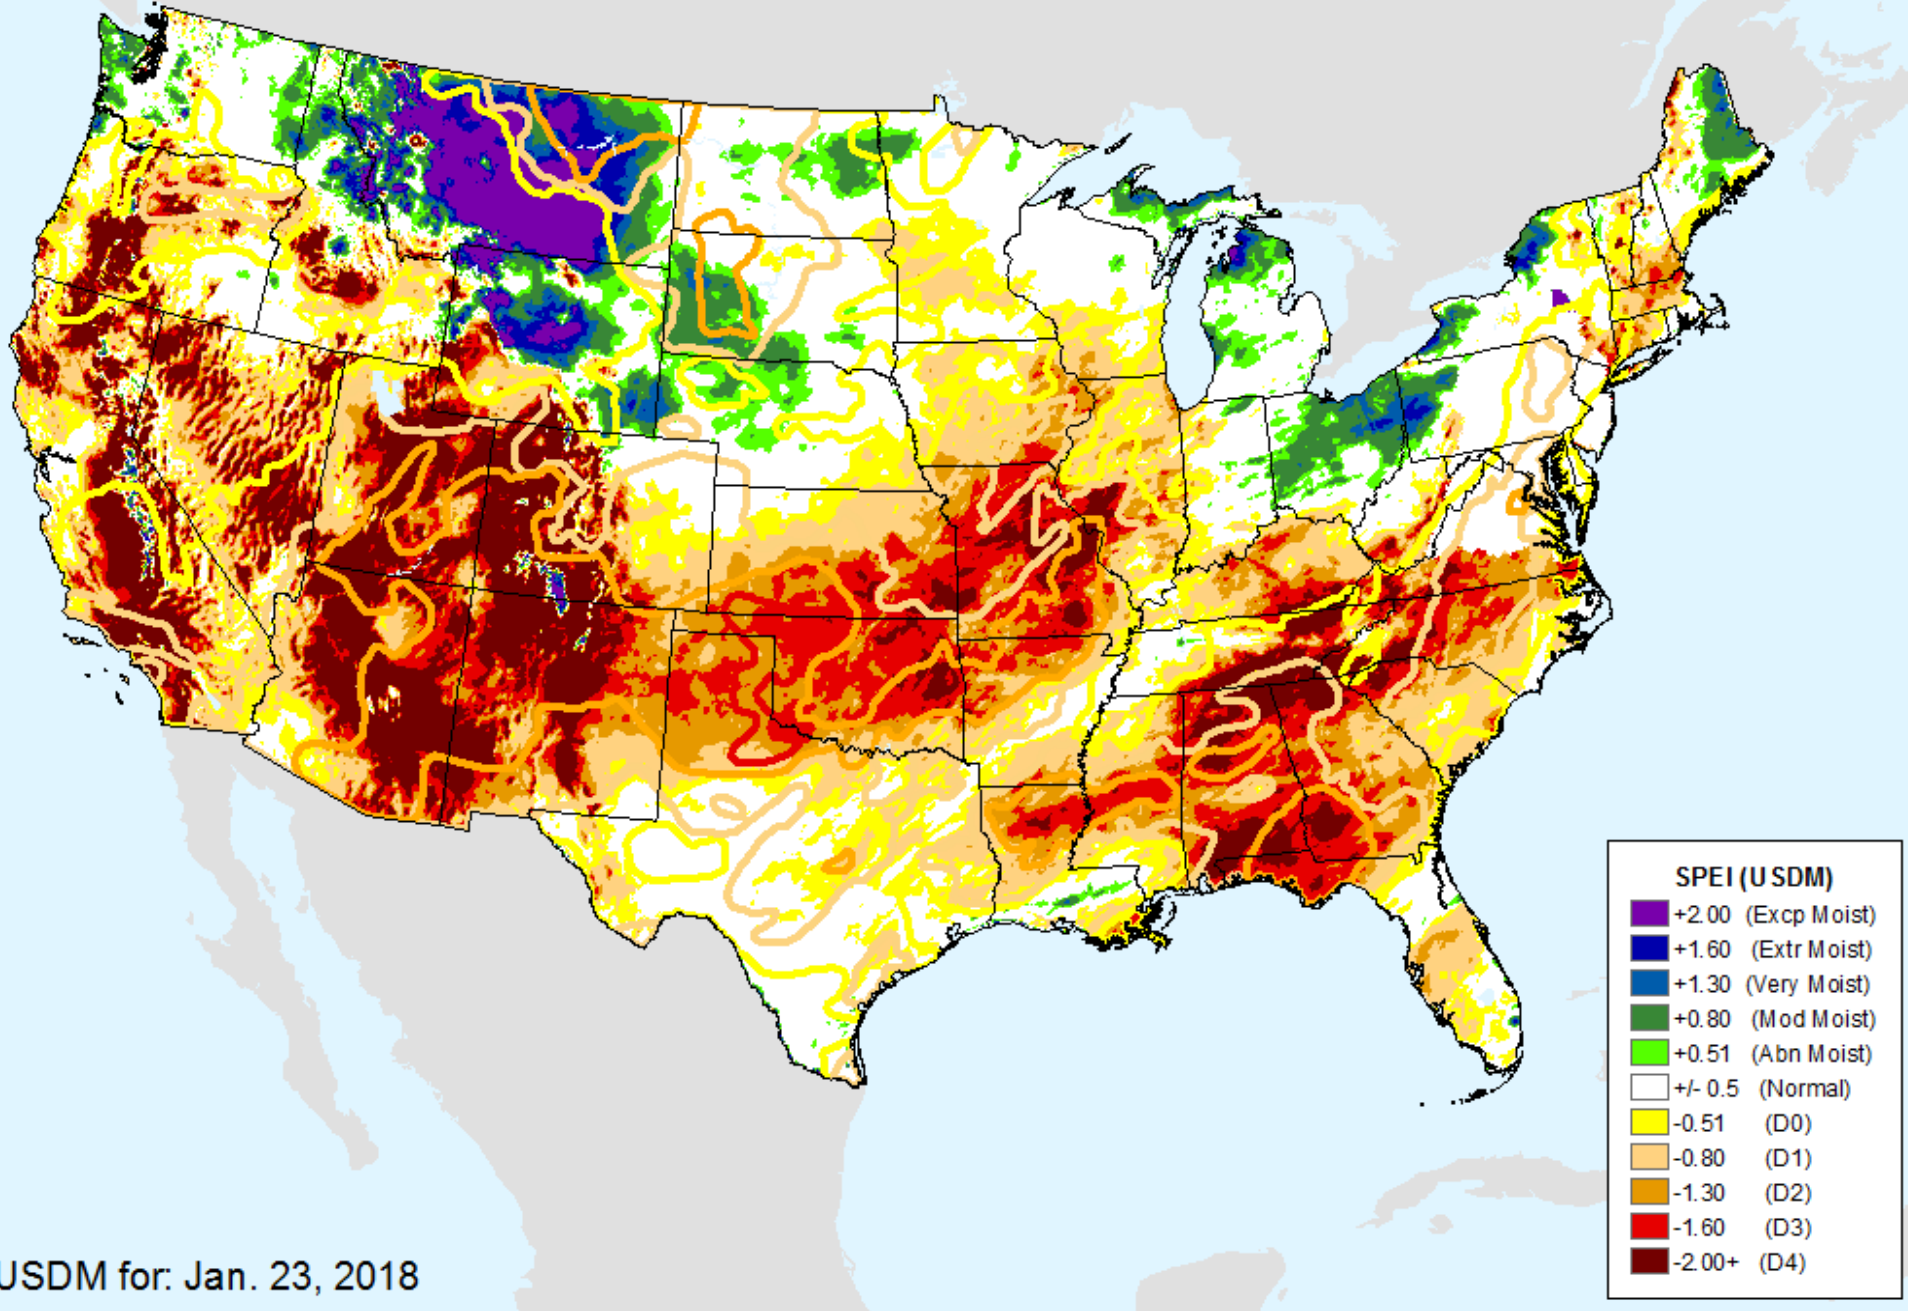 SPEI (USDM)
+2.00 (Excp Moist)
+1.60 (Extr Moist)
+1.30 (Very Moist)
+0.80 (Mod Moist)
+0.51 (Abn Moist)
+/- 0.5 (Normal)
-0.51 (D0)
-0.80 (D1)
-1.30 (D2)
-1.60 (D3)
-2.00+ (D4)
USDM for: Jan. 23, 2018